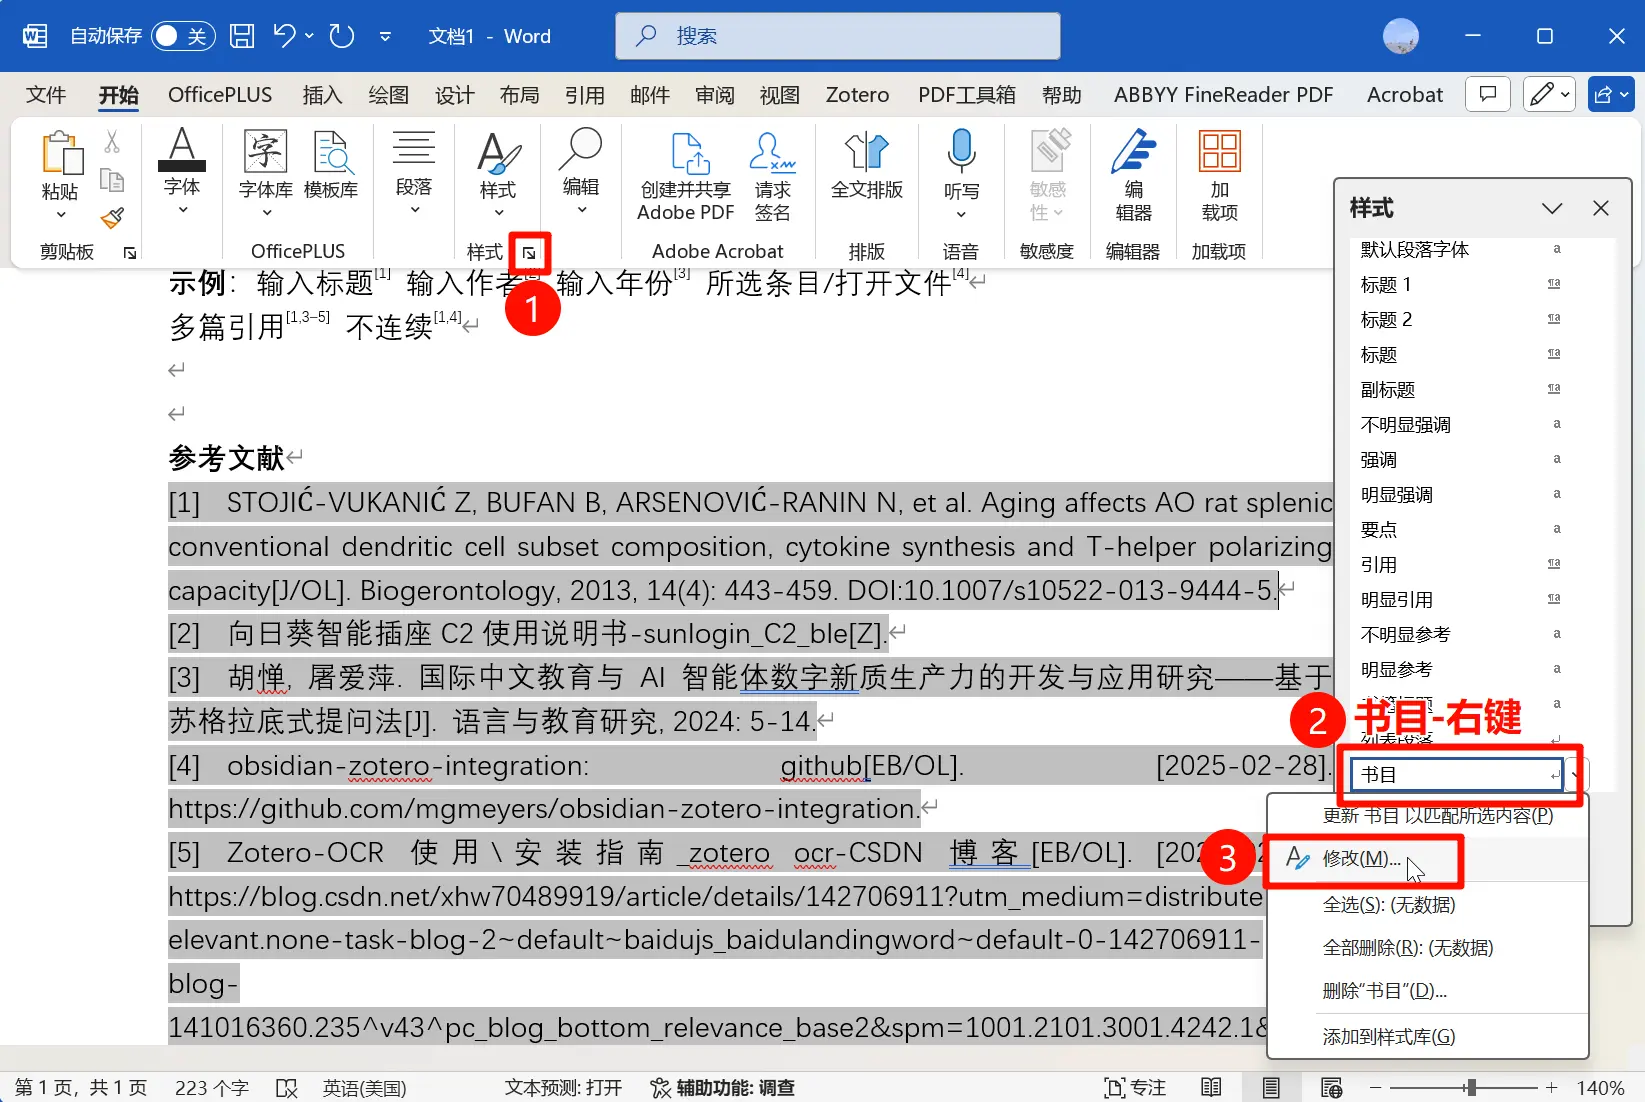 自动保存 关 文档1 - Word 搜索
文件 开始 OfficePLUS 插入 绘图 设计 布局 引用 邮件 审阅 视图 Zotero PDF工具箱 帮助 ABBYY FineReader PDF Acrobat
粘贴
剪贴板
字体
字体库 模板库
OfficePLUS
段落
样式
样式
编辑
创建并共享
Adobe PDF
请求
签名
Adobe Acrobat
全文排版
排版
听写
语音
敏感
性
敏感度
编
辑器
编辑器
加
载项
加载项
1
示例：输入标题[1] 输入作者[2] 输入年份[3] 所选条目/打开文件[4]↵
多篇引用[1,3–5] 不连续[1,4]↵
↵
↵
参考文献↵
[1] STOJIĆ-VUKANIĆ Z, BUFAN B, ARSENOVIĆ-RANIN N, et al. Aging affects AO rat splenic
conventional dendritic cell subset composition, cytokine synthesis and T-helper polarizing
capacity[J/OL]. Biogerontology, 2013, 14(4): 443-459. DOI:10.1007/s10522-013-9444-5.↵
[2] 向日葵智能插座 C2 使用说明书-sunlogin_C2_ble[Z].↵
[3] 胡惮, 屠爱萍. 国际中文教育与 AI 智能体数字新质生产力的开发与应用研究——基于
苏格拉底式提问法[J]. 语言与教育研究, 2024: 5-14.↵
[4] obsidian-zotero-integration: github[EB/OL]. [2025-02-28].
https://github.com/mgmeyers/obsidian-zotero-integration.↵
[5] Zotero-OCR 使用\安装指南_zotero ocr-CSDN 博客[EB/OL].
https://blog.csdn.net/xhw70489919/article/details/142706911?utm_medium=distribute
elevant.none-task-blog-2~default~baidujs_baidulandingword~default-0-142706911-
blog-
141016360.235^v43^pc_blog_bottom_relevance_base2&spm=1001.2101.3001.4242.1&
样式
默认段落字体 a
标题 1
标题 2
标题
副标题
不明显强调 a
强调 a
明显强调 a
要点 a
引用
明显引用
不明显参考 a
明显参考 a
列表段落
2 书目-右键
书目
更新 书目 以匹配所选内容(P)
3 修改(M)...
全选(S): (无数据)
全部删除(R): (无数据)
删除“书目”(D)...
添加到样式库(G)
第 1 页，共 1 页 223 个字 英语(美国) 文本预测: 打开 辅助功能: 调查 专注 140%